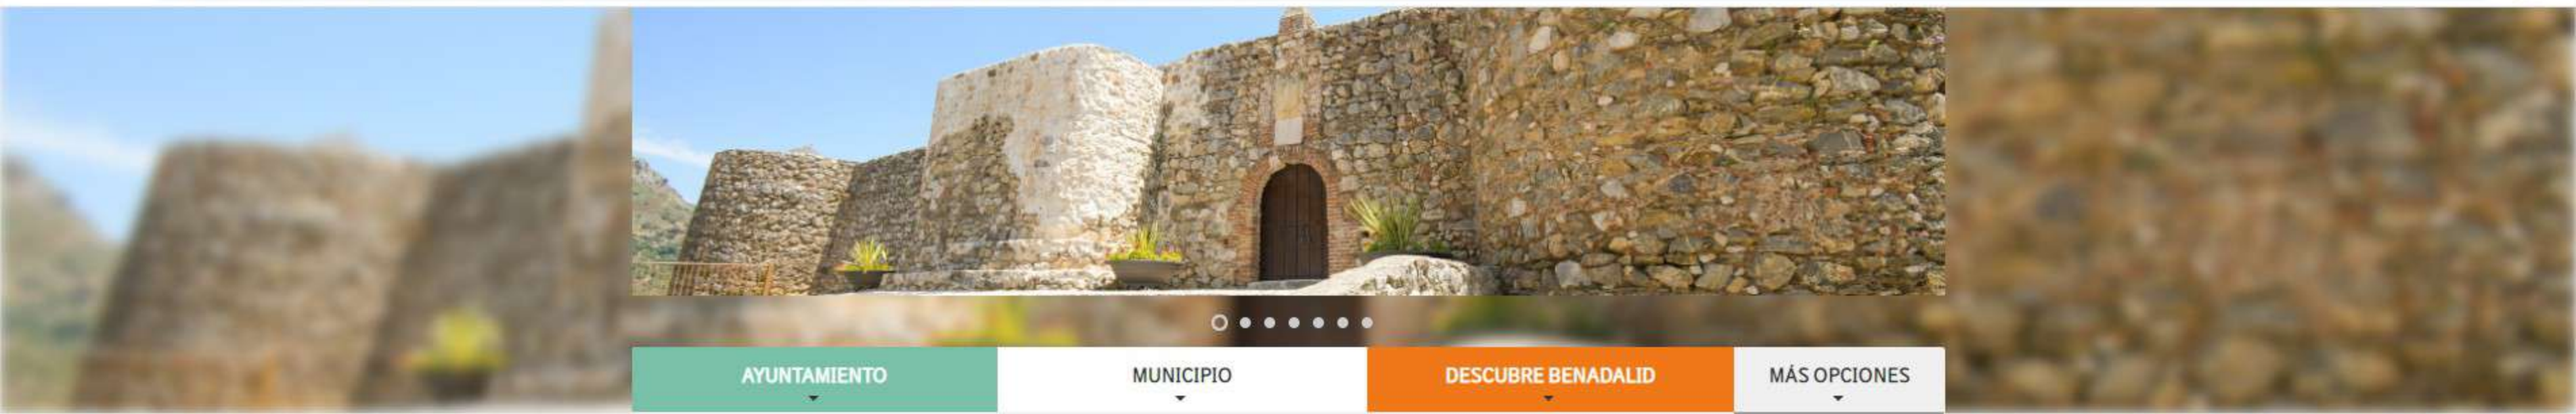 AYUNTAMIENTO
MUNICIPIO
DESCUBRE BENADALID
MÁS OPCIONES